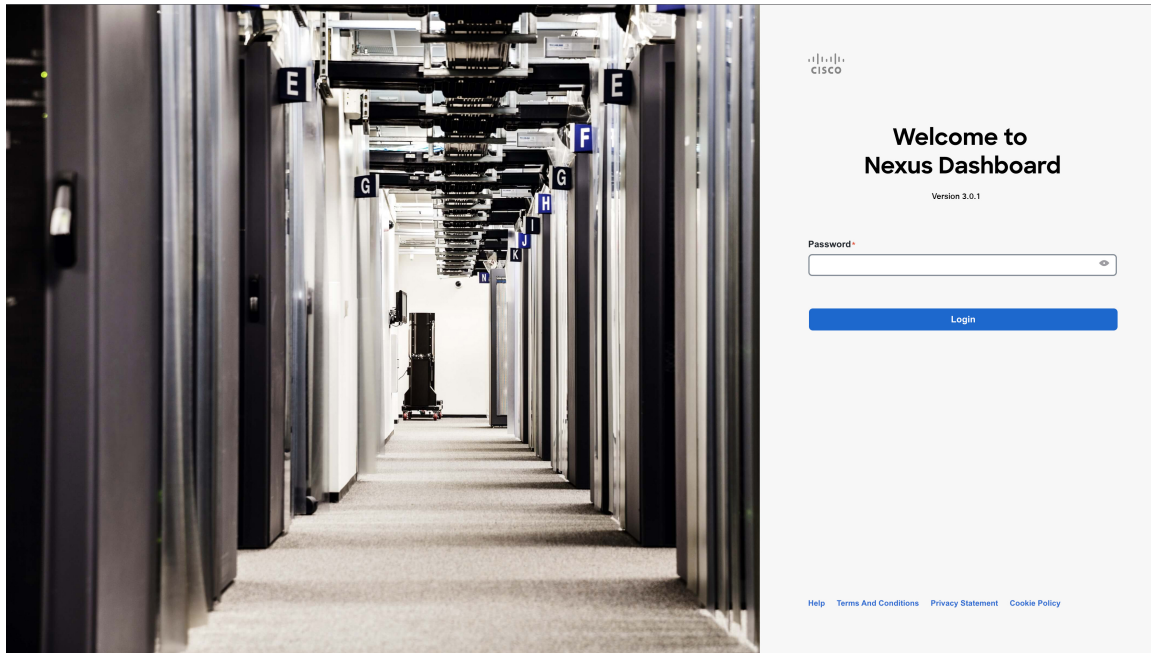 E
E
F
G
G
H
I
J
K
N
CISCO
Welcome to
Nexus Dashboard
Version 3.0.1
Password*
Login
Help Terms And Conditions Privacy Statement Cookie Policy